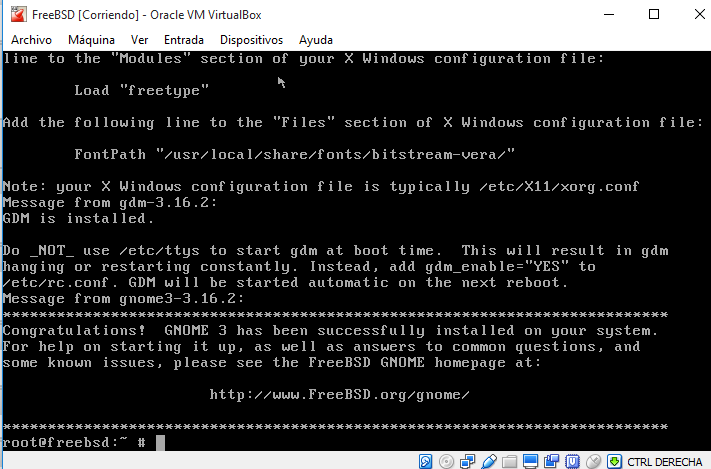 FreeBSD [Corriendo] - Oracle VM VirtualBox
Archivo Máquina Ver Entrada Dispositivos Ayuda
line to the "Modules" section of your X Windows configuration file:
Load "freetype"
Add the following line to the "Files" section of X Windows configuration file:
FontPath "/usr/local/share/fonts/bitstream-vera/"
Note: your X Windows configuration file is typically /etc/X11/xorg.conf
Message from gdm-3.16.2:
GDM is installed.
Do _NOT_ use /etc/ttys to start gdm at boot time.  This will result in gdm
hanging or restarting constantly. Instead, add gdm_enable="YES" to
/etc/rc.conf. GDM will be started automatic on the next reboot.
Message from gnome3-3.16.2:
**************************************************************************
Congratulations!  GNOME 3 has been successfully installed on your system.
For help on starting it up, as well as answers to common questions, and
some known issues, please see the FreeBSD GNOME homepage at:
http://www.FreeBSD.org/gnome/
**************************************************************************
root@freebsd:~ #
CTRL DERECHA